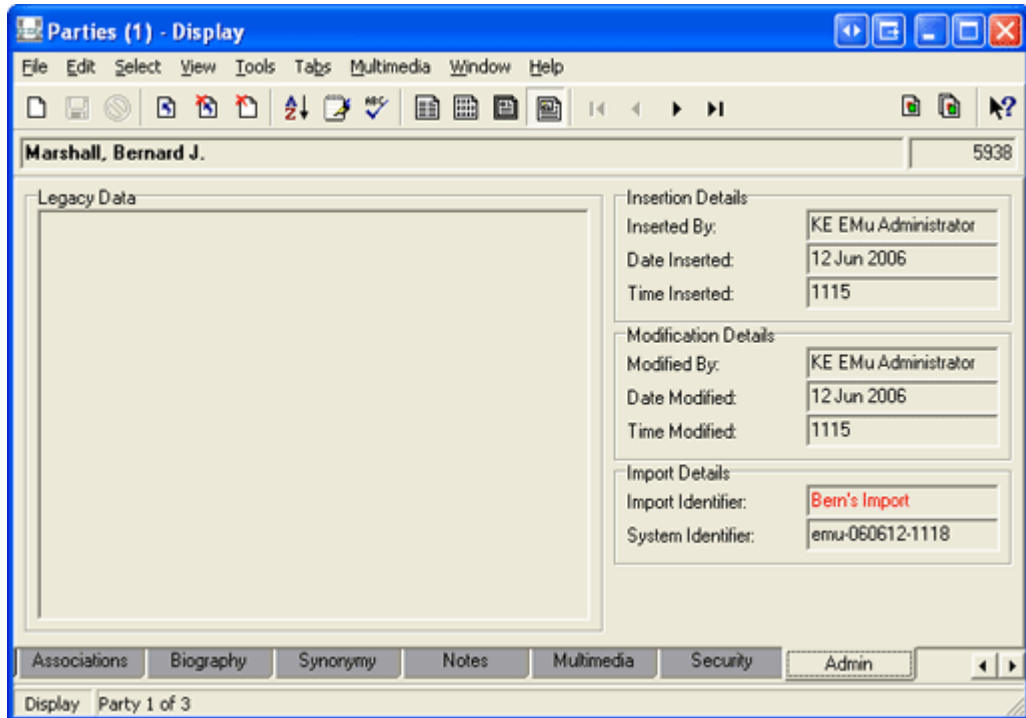 Parties (1) - Display
File Edit Select View Tools Tabs Multimedia Window Help
Marshall, Bernard J. 5938
Legacy Data
Insertion Details
Inserted By: KE EMu Administrator
Date Inserted: 12 Jun 2006
Time Inserted: 1115
Modification Details
Modified By: KE EMu Administrator
Date Modified: 12 Jun 2006
Time Modified: 1115
Import Details
Import Identifier: Bern's Import
System Identifier: emu-060612-1118
Associations Biography Synonymy Notes Multimedia Security Admin
Display Party 1 of 3